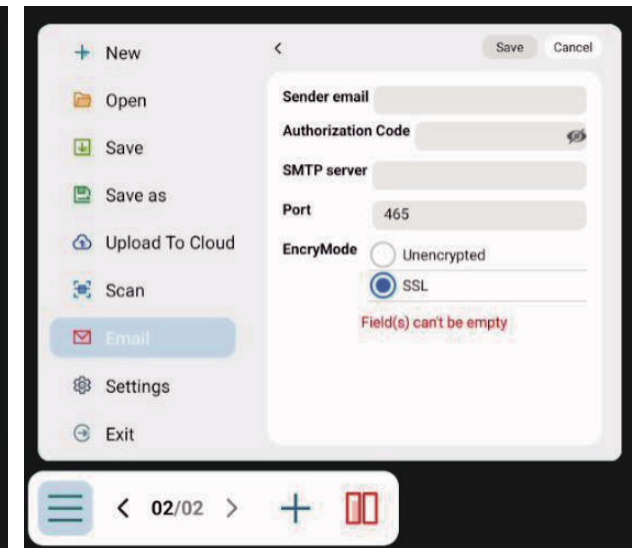 New
Open
Save
Save as
Upload To Cloud
Scan
Email
Settings
Exit
Save Cancel
Sender email
Authorization Code
SMTP server
Port 465
EncryMode Unencrypted
SSL
Field(s) can't be empty
02/02